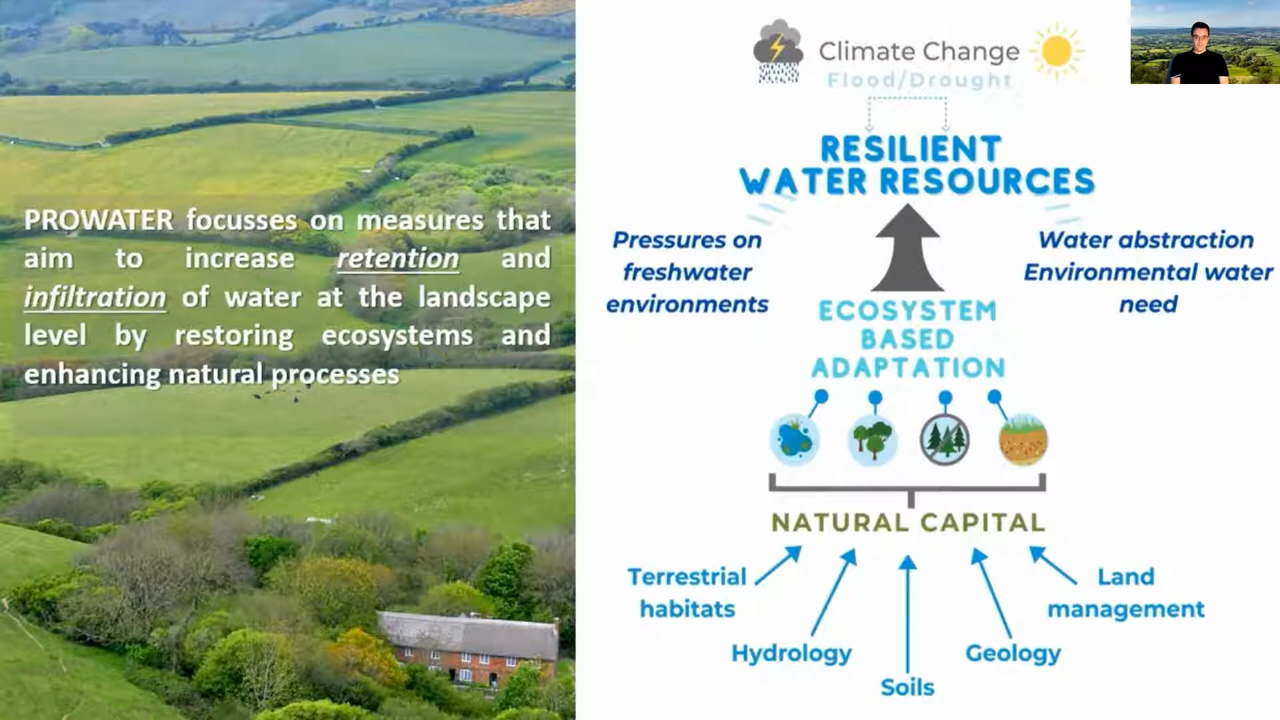 PROWATER focusses on measures that
aim to increase retention and
infiltration of water at the landscape
level by restoring ecosystems and
enhancing natural processes
Climate Change
Flood/Drought
RESILIENT
WATER RESOURCES
Pressures on
freshwater
environments
Water abstraction
Environmental water
need
ECOSYSTEM
BASED
ADAPTATION
NATURAL CAPITAL
Terrestrial
habitats
Hydrology
Soils
Geology
Land
management